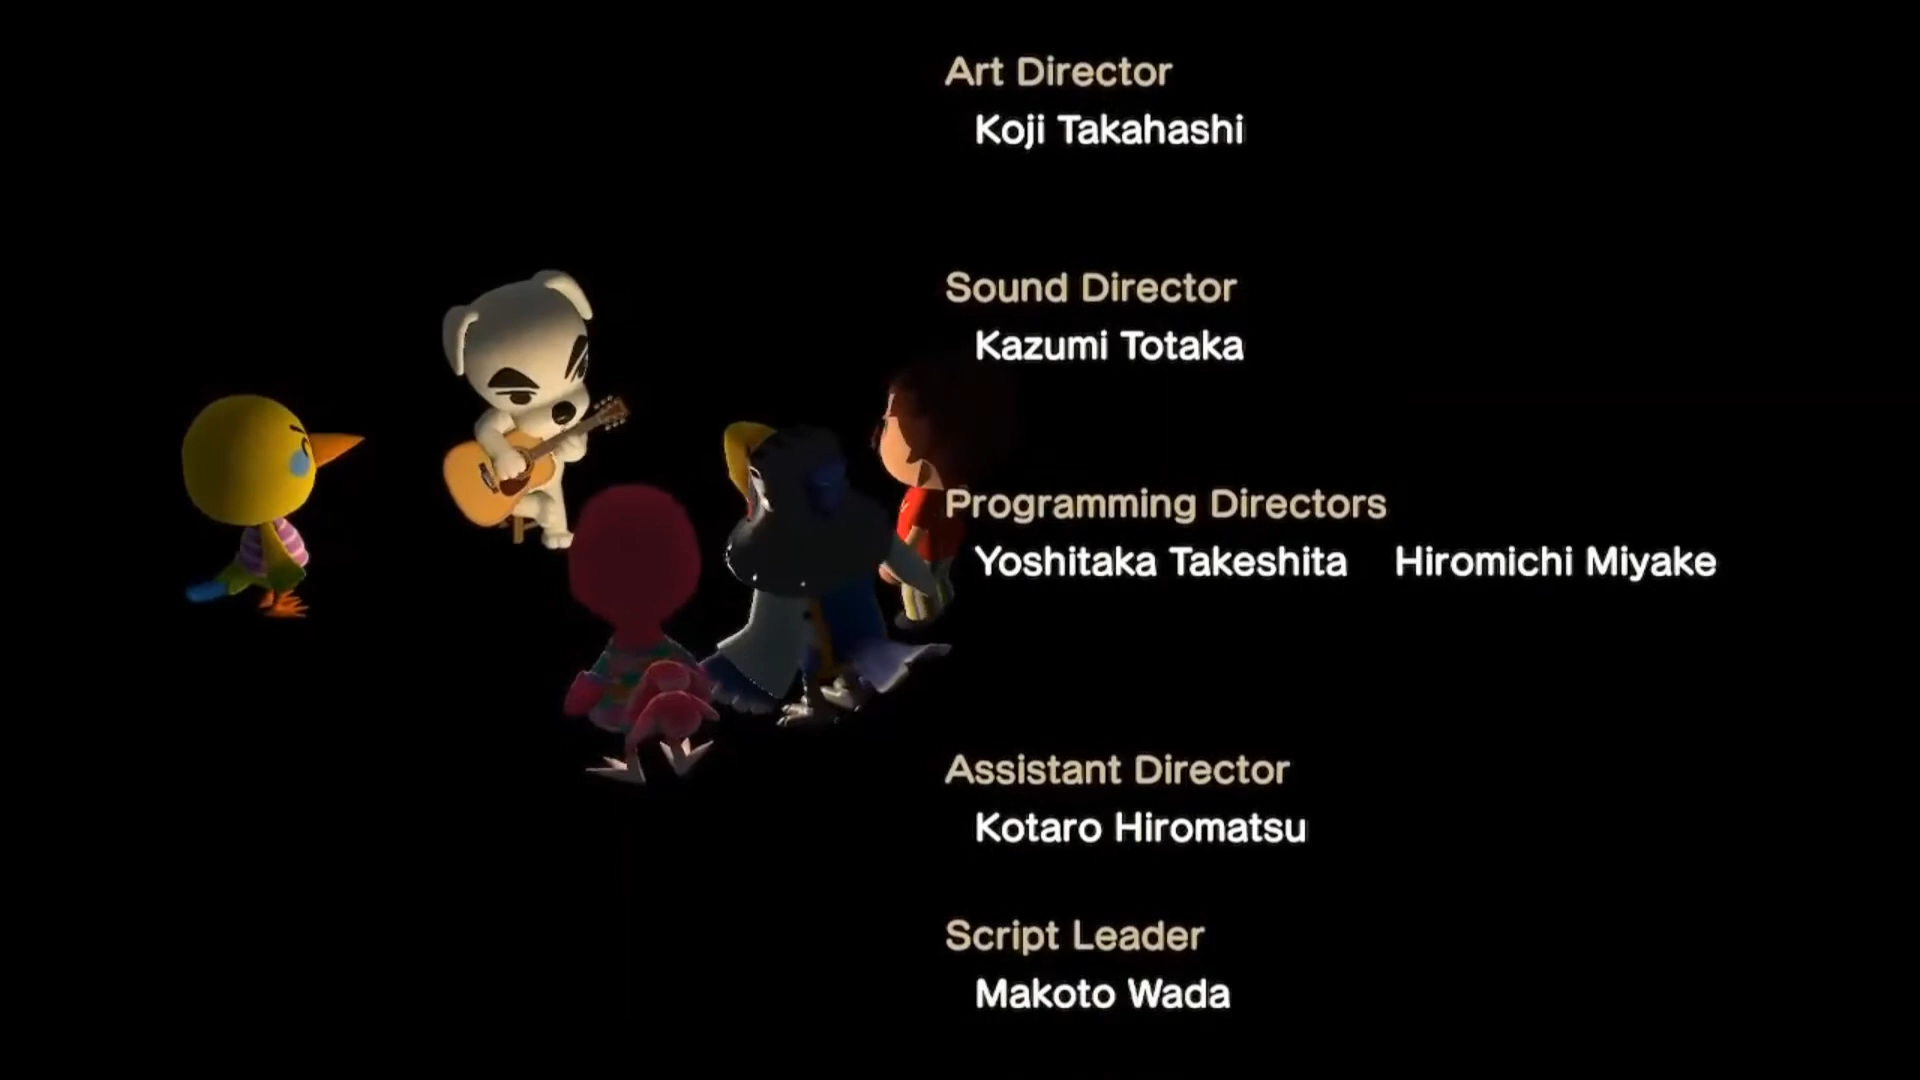 Art Director
Koji Takahashi
Sound Director
Kazumi Totaka
Programming Directors
Yoshitaka Takeshita Hiromichi Miyake
Assistant Director
Kotaro Hiromatsu
Script Leader
Makoto Wada